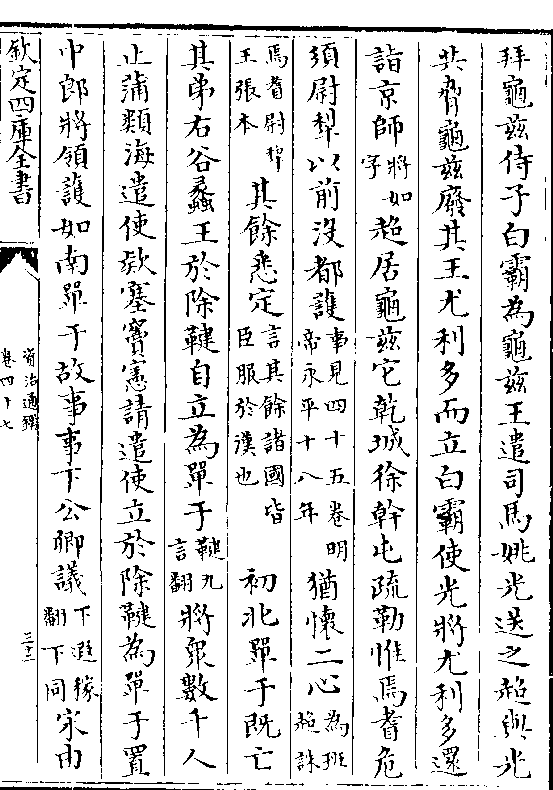 拜龜兹侍子白霸為龜兹王遣司馬姚光送之超與光
共脅龜兹廢其王尤利多而立白霸使光將尤利多還
詣京師將如字超居龜兹它乾城徐幹屯疏勒惟焉耆危
須尉犁以前没都護事見四十五卷明帝永平十八年猶懷二心為班超誅
焉耆尉犁王張本其餘悉定言其餘諸國皆臣服於漢也初北單于既亡
其弟右谷蠡王於除鞬自立為單于鞬九言翻將衆數千人
止蒲類海遣使欵塞竇憲請遣使立於除鞬為單于置
中郎將領護如南單于故事事下公卿議下遐稼翻下同宋由
欽定四庫全書
資治通鑑
卷四十七
三十二